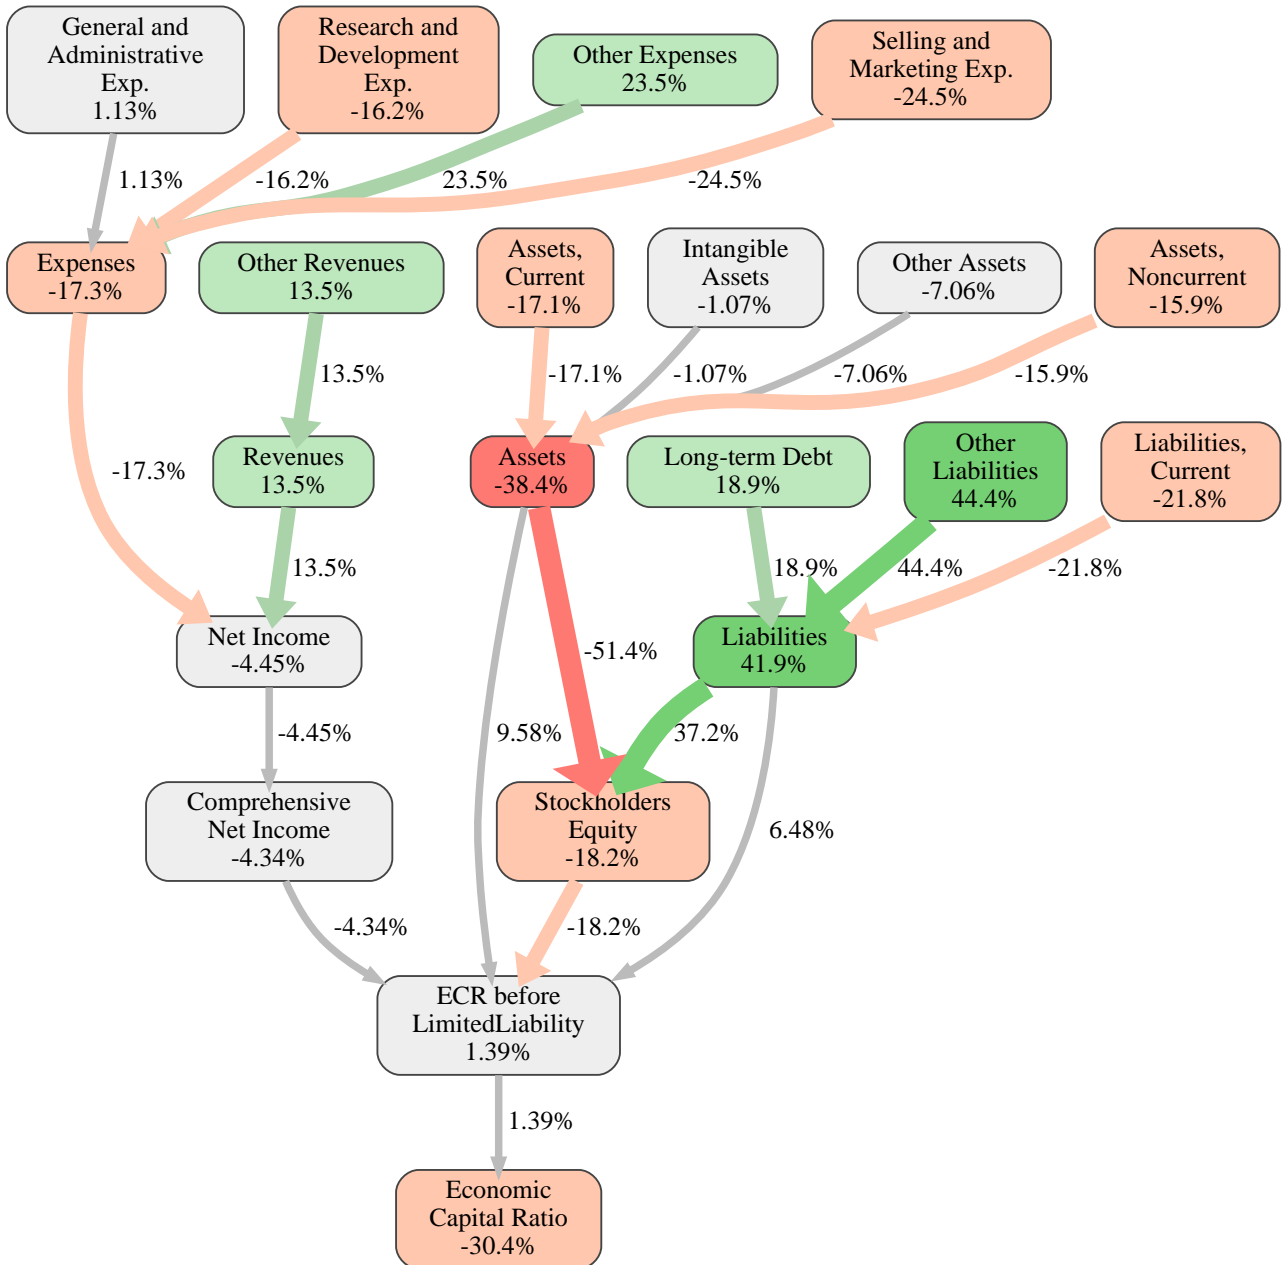 General and
Administrative
Exp.
1.13%
Research and
Development
Exp.
-16.2%
Other Expenses
23.5%
Selling and
Marketing Exp.
-24.5%
1.13%
-16.2%
23.5%
-24.5%
Expenses
-17.3%
Other Revenues
13.5%
Assets,
Current
-17.1%
Intangible
Assets
-1.07%
Other Assets
-7.06%
Assets,
Noncurrent
-15.9%
13.5%
-17.1%
-1.07%
-7.06%
-15.9%
-17.3%
Revenues
13.5%
Assets
-38.4%
Long-term Debt
18.9%
Other
Liabilities
44.4%
Liabilities,
Current
-21.8%
13.5%
18.9%
44.4%
-21.8%
Net Income
-4.45%
-51.4%
Liabilities
41.9%
-4.45%
9.58%
37.2%
Comprehensive
Net Income
-4.34%
Stockholders
Equity
-18.2%
6.48%
-4.34%
-18.2%
ECR before
LimitedLiability
1.39%
1.39%
Economic
Capital Ratio
-30.4%